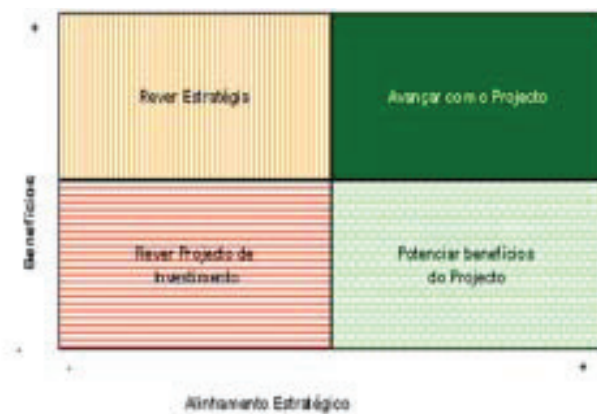 +
Rever Estratégia
Avançar com o Projecto
Benefícios
Rever Projecto de
Investimento
Potenciar benefícios
do Projecto
-
-
+
Alinhamento Estratégico